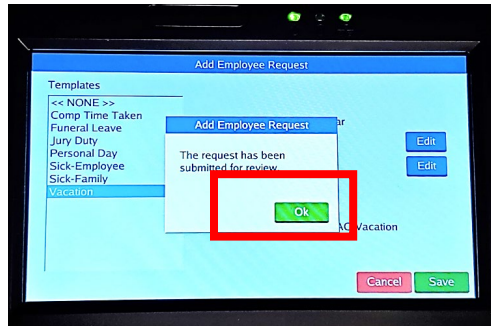 Add Employee Request
Templates
<< NONE >>
Comp Time Taken
Funeral Leave
Jury Duty
Personal Day
Sick-Employee
Sick-Family
Vacation
Add Employee Request
The request has been
submitted for review
Ok
Edit
Edit
Vacation
Cancel
Save